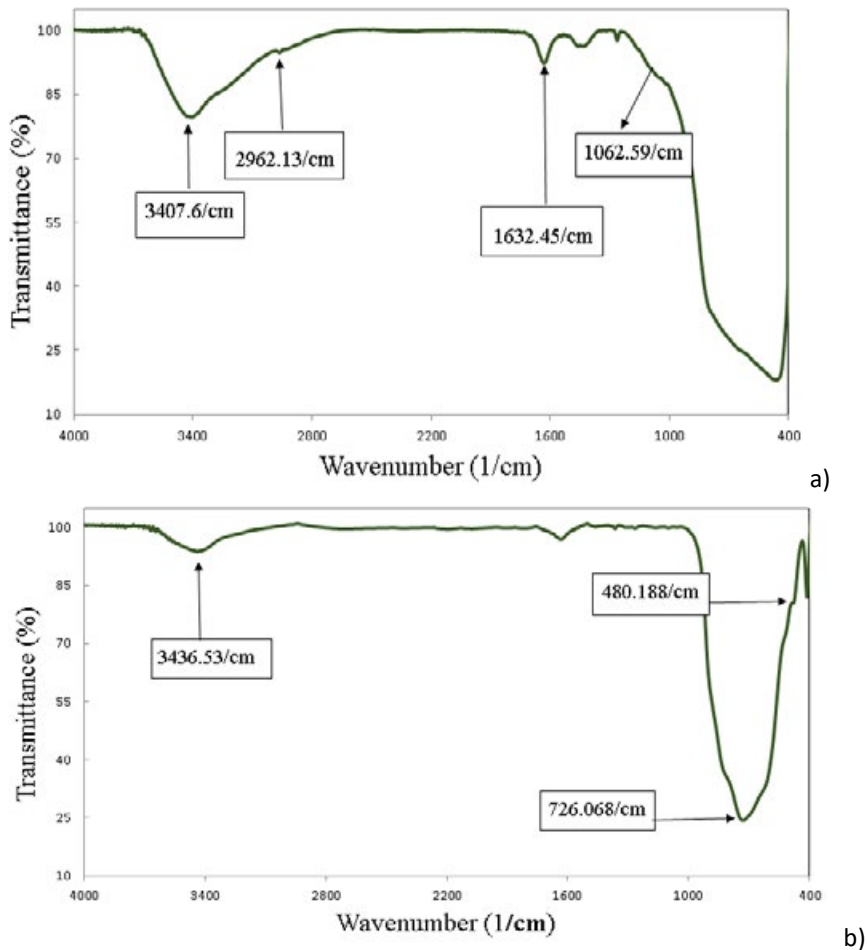 100
85
70
55
40
25
10
Transmittance (%)
3407.6/cm
2962.13/cm
1632.45/cm
1062.59/cm
4000 3400 2800 2200 1600 1000 400
Wavenumber (1/cm)
a)
100
85
70
55
40
25
10
Transmittance (%)
3436.53/cm
480.188/cm
726.068/cm
4000 3400 2800 2200 1600 1000 400
Wavenumber (1/cm)
b)